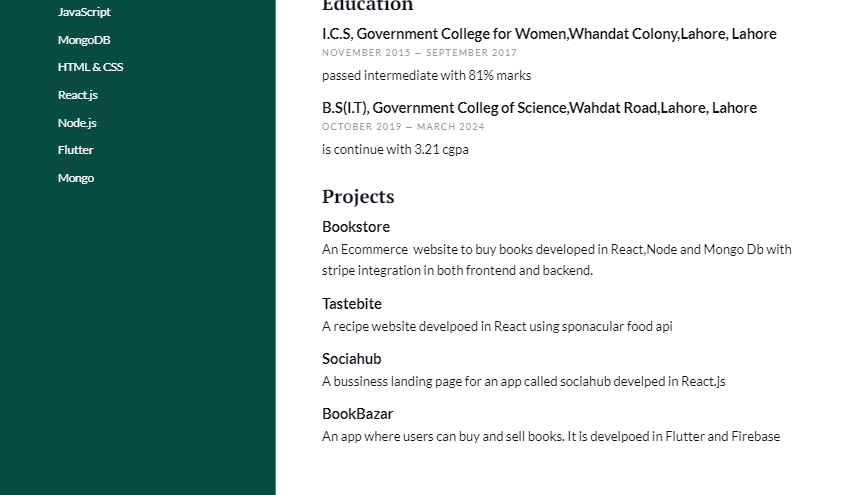 JavaScript
MongoDB
HTML & CSS
React.js
Node.js
Flutter
Mongo
Education
I.C.S, Government College for Women,Whandat Colony,Lahore, Lahore
NOVEMBER 2015 — SEPTEMBER 2017
passed intermediate with 81% marks
B.S(I.T), Government Colleg of Science,Wahdat Road,Lahore, Lahore
OCTOBER 2019 — MARCH 2024
is continue with 3.21 cgpa
Projects
Bookstore
An Ecommerce  website to buy books developed in React,Node and Mongo Db with
stripe integration in both frontend and backend.
Tastebite
A recipe website develpoed in React using sponacular food api
Sociahub
A bussiness landing page for an app called sociahub develped in React.js
BookBazar
An app where users can buy and sell books. It is develpoed in Flutter and Firebase